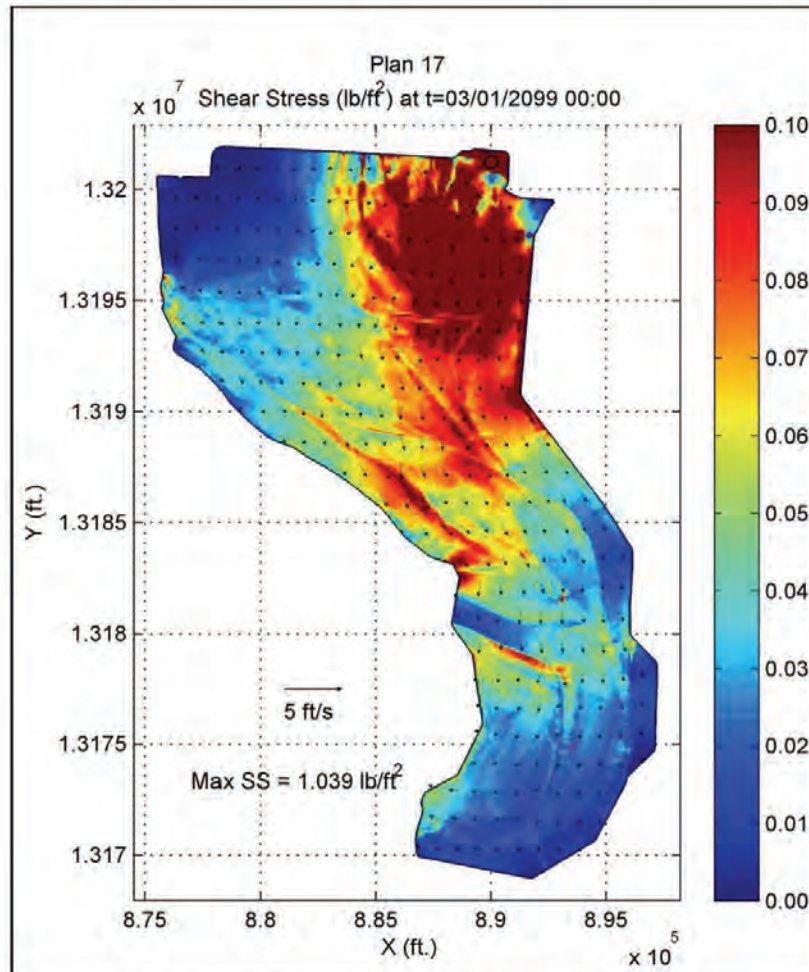 Plan 17
x 10^7
Shear Stress (lb/ft^2) at t=03/01/2099 00:00
1.32
1.3195
1.319
1.3185
1.318
1.3175
1.317
Y (ft.)
5 ft/s
Max SS = 1.039 lb/ft^2
8.75 8.8 8.85 8.9 8.95
X (ft.)
x 10^5
0.10
0.09
0.08
0.07
0.06
0.05
0.04
0.03
0.02
0.01
0.00